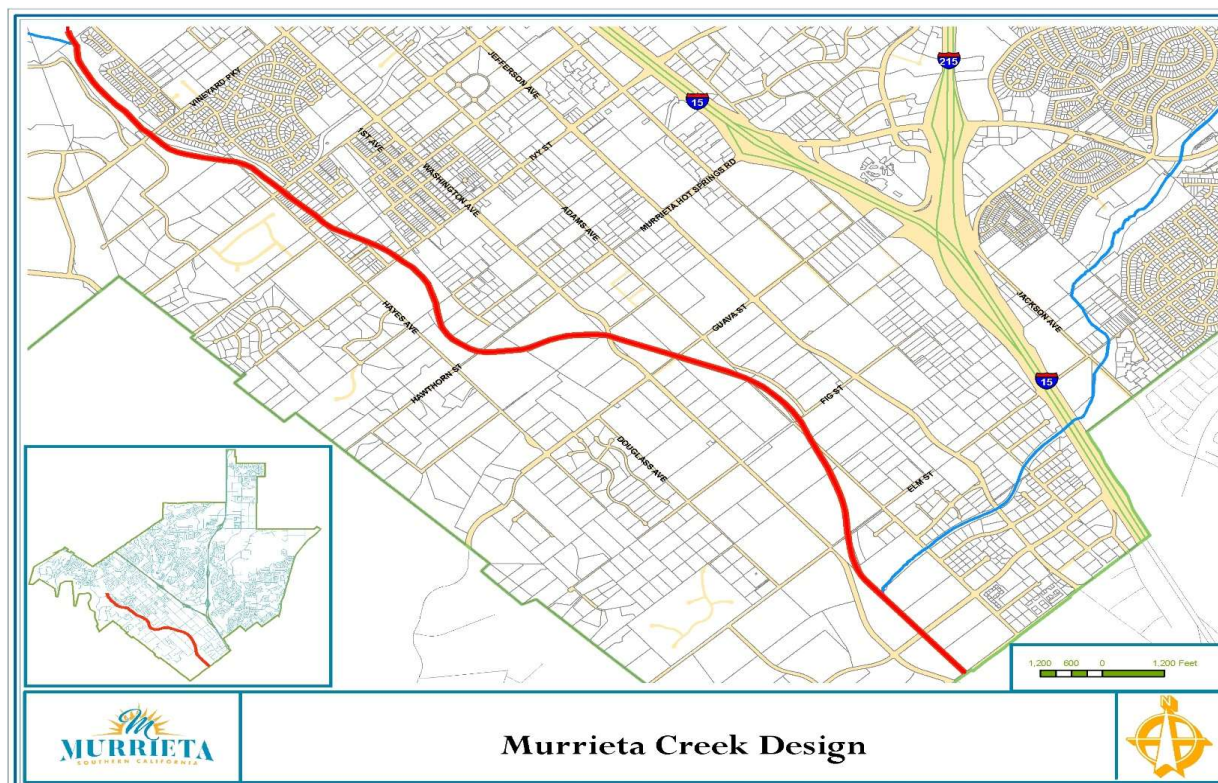 215
15
JEFFERSON AVE
VINEYARD PKY
1ST AVE
IVY ST
WASHINGTON AVE
MURRIETA HOT SPRINGS RD
ADAMS AVE
HAYES AVE
GUAVA ST
JACKSON AVE
HAWTHORN ST
15
FIG ST
DOUGLASS AVE
ELM ST
1,200 600 0 1,200 Feet
M
MURRIETA
SOUTHERN CALIFORNIA
Murrieta Creek Design
N